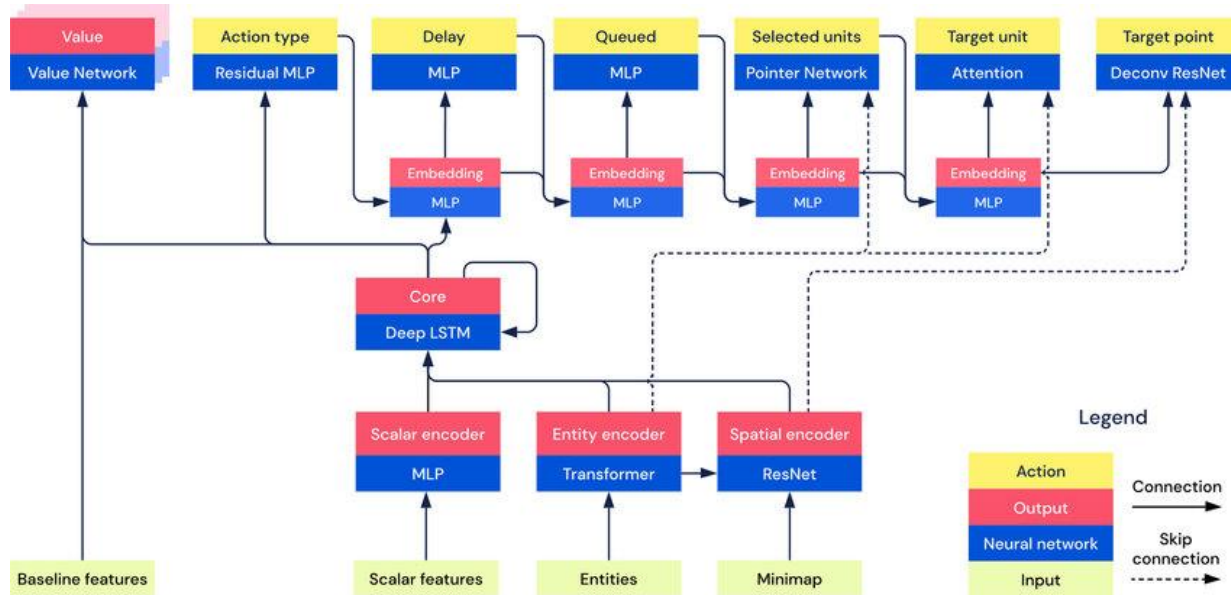 Value
Value Network
Action type
Residual MLP
Delay
MLP
Queued
MLP
Selected units
Pointer Network
Target unit
Attention
Target point
Deconv ResNet
Embedding
MLP
Embedding
MLP
Embedding
MLP
Embedding
MLP
Core
Deep LSTM
Scalar encoder
MLP
Entity encoder
Transformer
Spatial encoder
ResNet
Baseline features
Scalar features
Entities
Minimap
Legend
Action
Output
Neural network
Input
Connection
Skip
connection